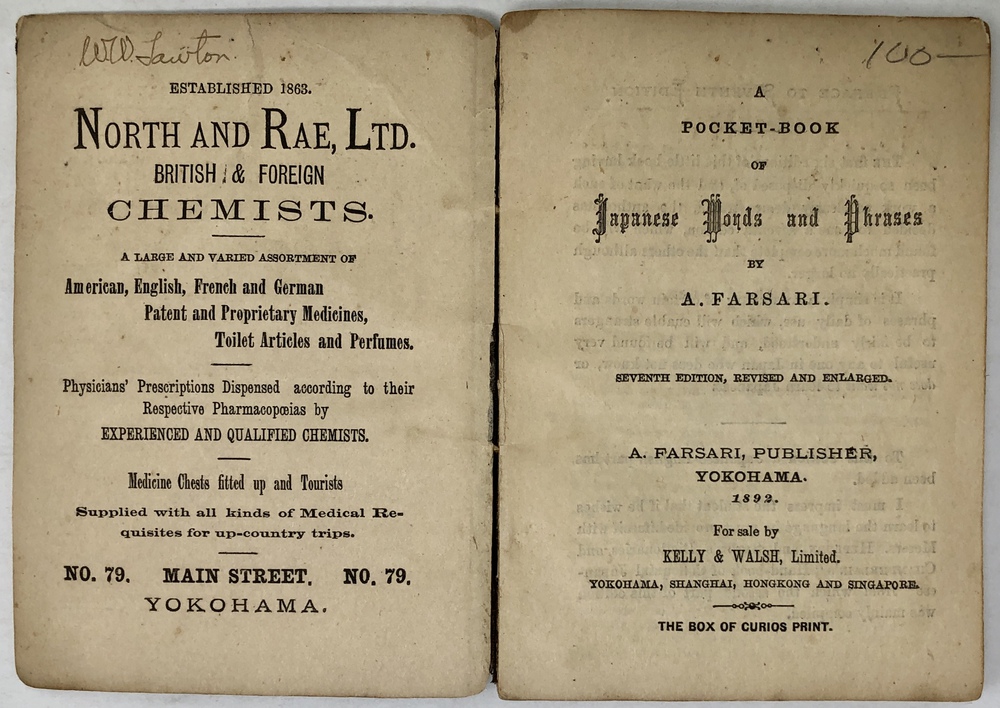 W.W. Lawton.
ESTABLISHED 1863.
NORTH AND RAE, LTD.
BRITISH & FOREIGN
CHEMISTS.
A LARGE AND VARIED ASSORTMENT OF
American, English, French and German
Patent and Proprietary Medicines,
Toilet Articles and Perfumes.
Physicians' Prescriptions Dispensed according to their
Respective Pharmacopœias by
EXPERIENCED AND QUALIFIED CHEMISTS.
Medicine Chests fitted up and Tourists
Supplied with all kinds of Medical Re-
quisites for up-country trips.
NO. 79. MAIN STREET. NO. 79.
YOKOHAMA.
100—
A
POCKET-BOOK
OF
Japanese Words and Phrases
BY
A. FARSARI.
SEVENTH EDITION, REVISED AND ENLARGED.
A. FARSARI, PUBLISHER,
YOKOHAMA.
1892.
For sale by
KELLY & WALSH, Limited.
YOKOHAMA, SHANGHAI, HONGKONG AND SINGAPORE.
THE BOX OF CURIOS PRINT.